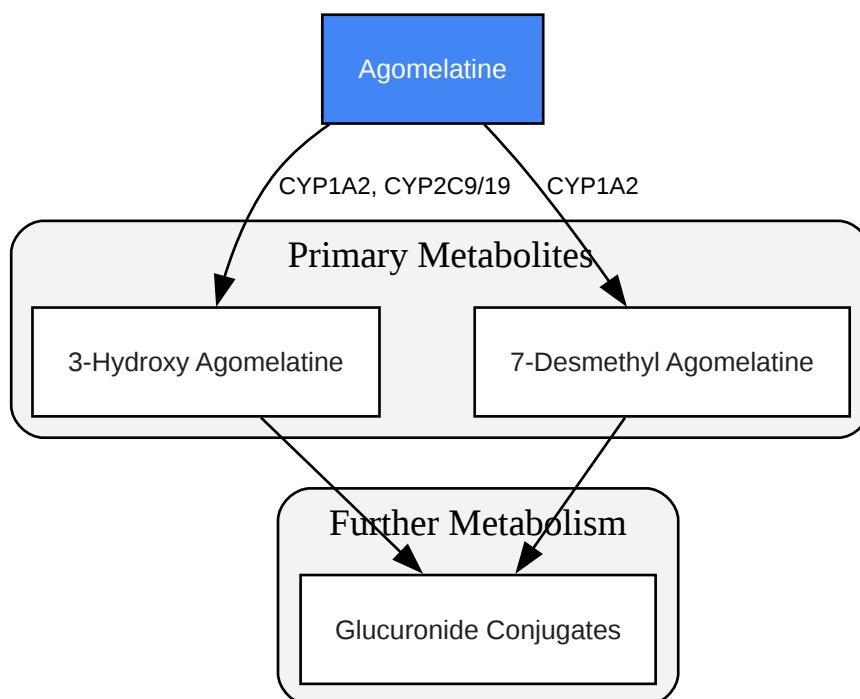 Agomelatine
CYP1A2, CYP2C9/19
CYP1A2
Primary Metabolites
3-Hydroxy Agomelatine
7-Desmethyl Agomelatine
Further Metabolism
Glucuronide Conjugates